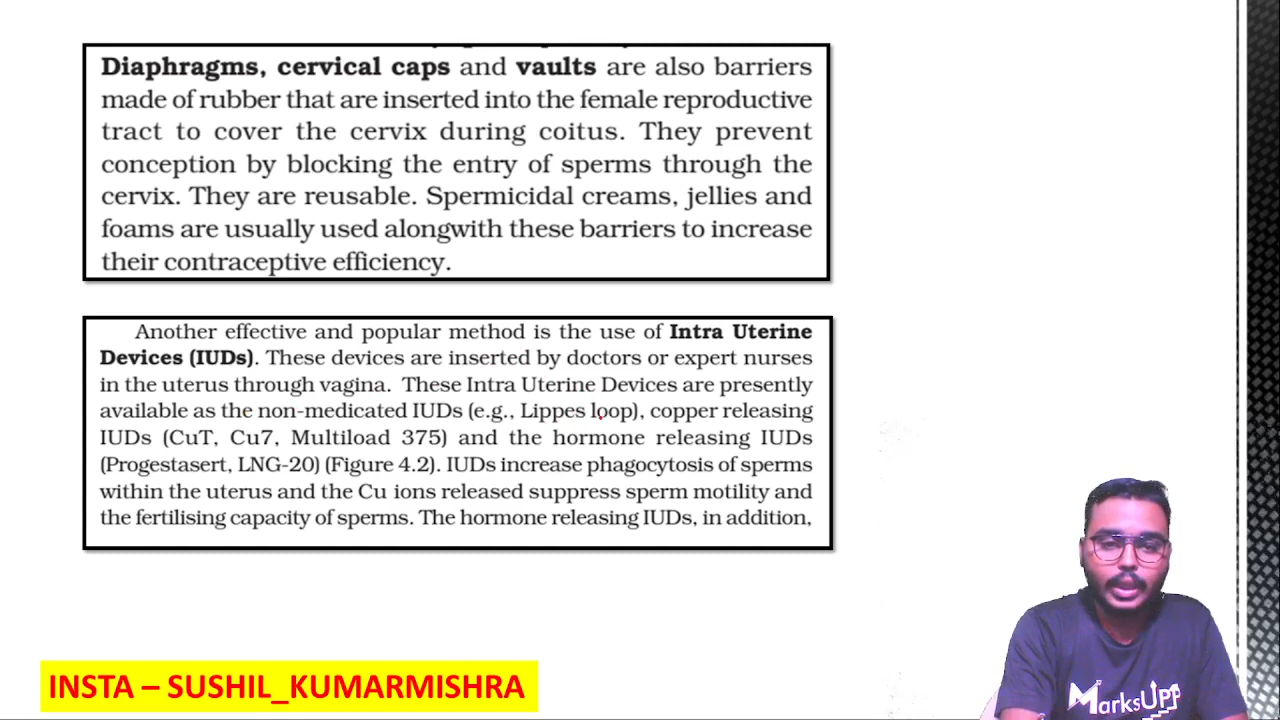 Diaphragms, cervical caps and vaults are also barriers
made of rubber that are inserted into the female reproductive
tract to cover the cervix during coitus. They prevent
conception by blocking the entry of sperms through the
cervix. They are reusable. Spermicidal creams, jellies and
foams are usually used alongwith these barriers to increase
their contraceptive efficiency.
Another effective and popular method is the use of Intra Uterine
Devices (IUDs). These devices are inserted by doctors or expert nurses
in the uterus through vagina. These Intra Uterine Devices are presently
available as the non-medicated IUDs (e.g., Lippes loop), copper releasing
IUDs (CuT, Cu7, Multiload 375) and the hormone releasing IUDs
(Progestasert, LNG-20) (Figure 4.2). IUDs increase phagocytosis of sperms
within the uterus and the Cu ions released suppress sperm motility and
the fertilising capacity of sperms. The hormone releasing IUDs, in addition,
INSTA – SUSHIL_KUMARMISHRA
MarksUpp